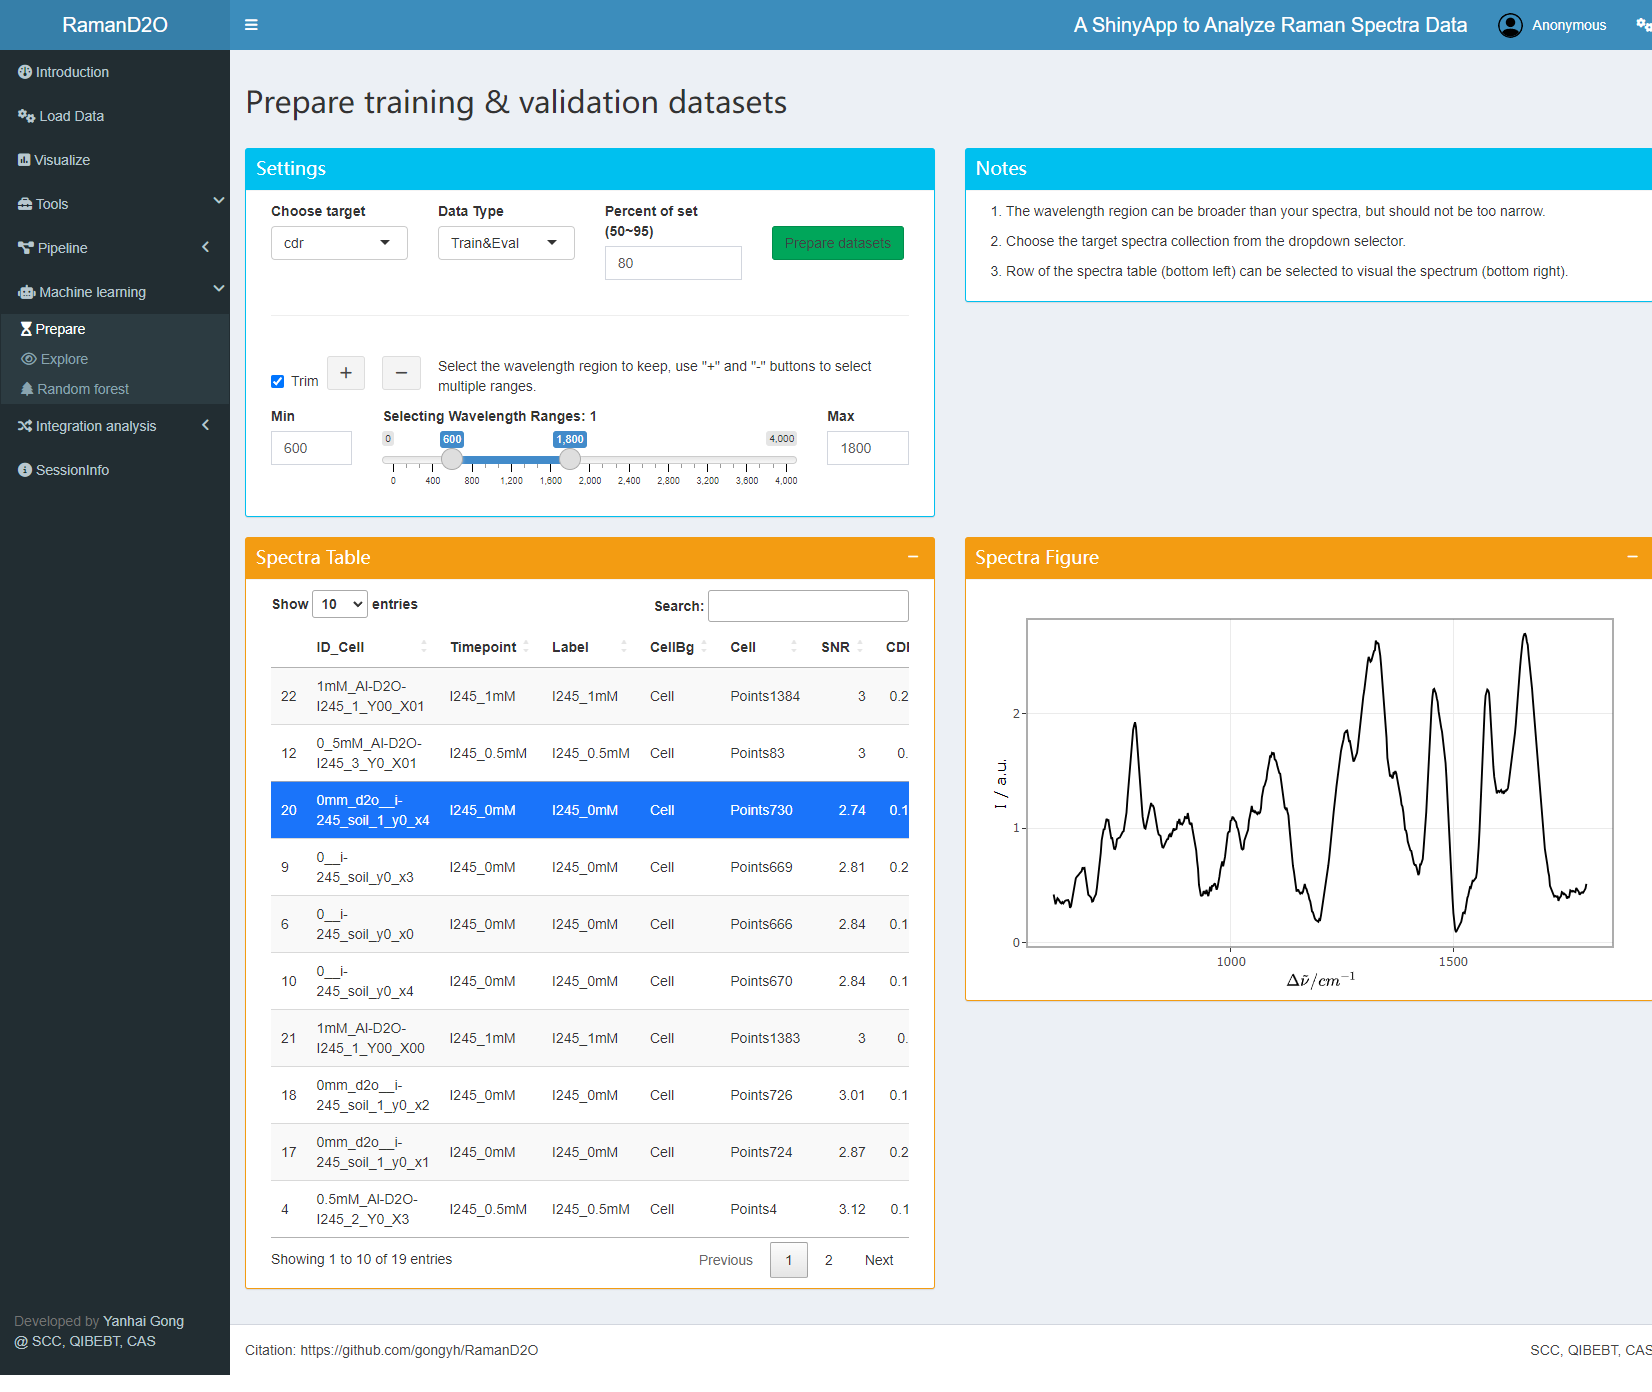 RamanD2O
A ShinyApp to Analyze Raman Spectra Data
Anonymous
Introduction
Load Data
Visualize
Tools
Pipeline
Machine learning
Prepare
Explore
Random forest
Integration analysis
SessionInfo
Developed by Yanhai Gong
@ SCC, QIBEBT, CAS
Prepare training & validation datasets
Settings
Choose target
cdr
Data Type
Train&Eval
Percent of set
(50~95)
80
Prepare datasets
Trim
+
−
Select the wavelength region to keep, use "+" and "-" buttons to select
multiple ranges.
Min
600
Selecting Wavelength Ranges: 1
0 600 1,800 4,000
0 400 800 1,200 1,600 2,000 2,400 2,800 3,200 3,600 4,000
Max
1800
Notes
1. The wavelength region can be broader than your spectra, but should not be too narrow.
2. Choose the target spectra collection from the dropdown selector.
3. Row of the spectra table (bottom left) can be selected to visual the spectrum (bottom right).
Spectra Table
Show 10 entries
Search:
ID_Cell Timepoint Label CellBg Cell SNR CDI
22 1mM_Al-D2O-
I245_1_Y00_X01 I245_1mM I245_1mM Cell Points1384 3 0.2
12 0_5mM_Al-D2O-
I245_3_Y0_X01 I245_0.5mM I245_0.5mM Cell Points83 3 0.
20 0mm_d2o__i-
245_soil_1_y0_x4 I245_0mM I245_0mM Cell Points730 2.74 0.1
9 0__i-
245_soil_y0_x3 I245_0mM I245_0mM Cell Points669 2.81 0.2
6 0__i-
245_soil_y0_x0 I245_0mM I245_0mM Cell Points666 2.84 0.1
10 0__i-
245_soil_y0_x4 I245_0mM I245_0mM Cell Points670 2.84 0.1
21 1mM_Al-D2O-
I245_1_Y00_X00 I245_1mM I245_1mM Cell Points1383 3 0.
18 0mm_d2o__i-
245_soil_1_y0_x2 I245_0mM I245_0mM Cell Points726 3.01 0.1
17 0mm_d2o__i-
245_soil_1_y0_x1 I245_0mM I245_0mM Cell Points724 2.87 0.2
4 0.5mM_Al-D2O-
I245_2_Y0_X3 I245_0.5mM I245_0.5mM Cell Points4 3.12 0.1
Showing 1 to 10 of 19 entries
Previous 1 2 Next
Spectra Figure
I / a.u.
2
1
0
1000 1500
Δν̃/cm⁻¹
Citation: https://github.com/gongyh/RamanD2O
SCC, QIBEBT, CAS